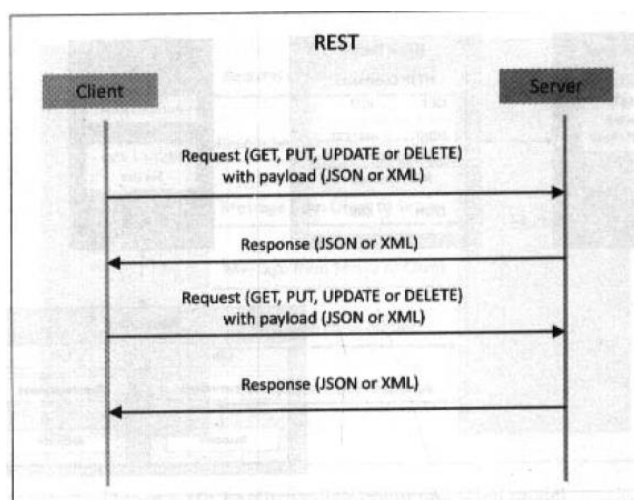 REST
Client
Server
Request (GET, PUT, UPDATE or DELETE)
with payload (JSON or XML)
Response (JSON or XML)
Request (GET, PUT, UPDATE or DELETE)
with payload (JSON or XML)
Response (JSON or XML)